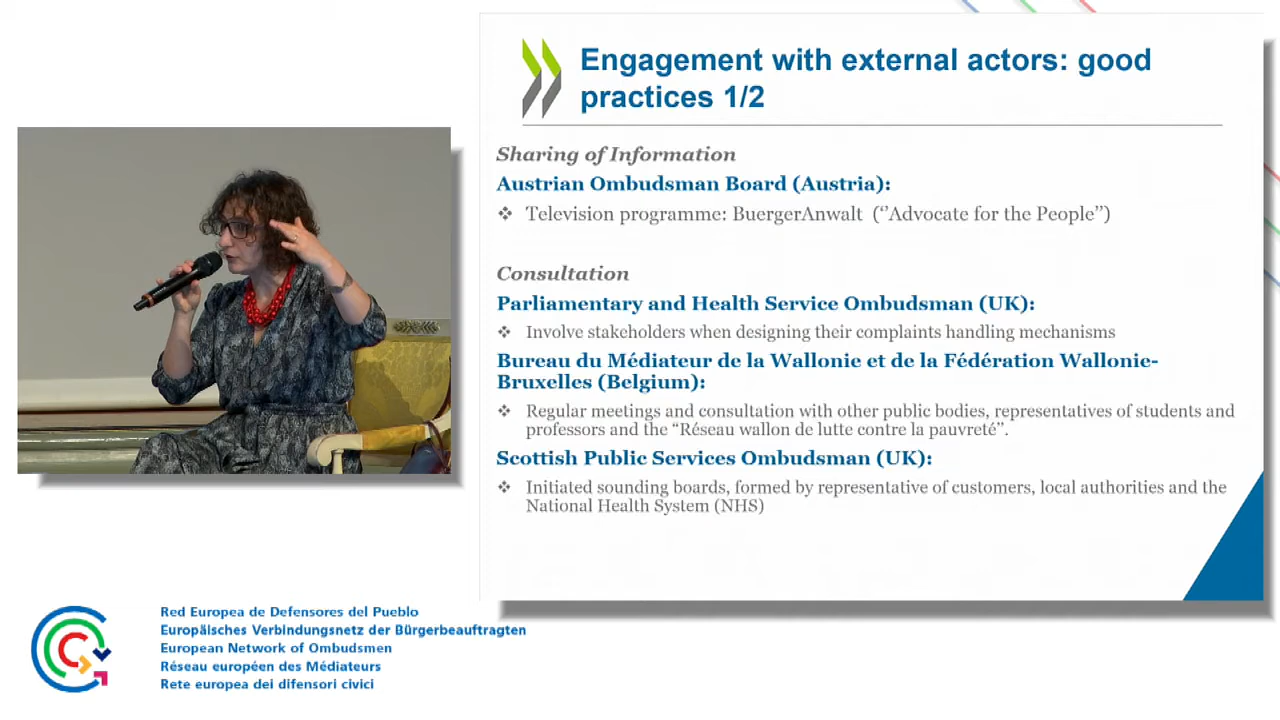 Engagement with external actors: good
practices 1/2
Sharing of Information
Austrian Ombudsman Board (Austria):
❖ Television programme: BuergerAnwalt (‘’Advocate for the People’’)
Consultation
Parliamentary and Health Service Ombudsman (UK):
❖ Involve stakeholders when designing their complaints handling mechanisms
Bureau du Médiateur de la Wallonie et de la Fédération Wallonie-
Bruxelles (Belgium):
❖ Regular meetings and consultation with other public bodies, representatives of students and
professors and the “Réseau wallon de lutte contre la pauvreté”.
Scottish Public Services Ombudsman (UK):
❖ Initiated sounding boards, formed by representative of customers, local authorities and the
National Health System (NHS)
Red Europea de Defensores del Pueblo
Europäisches Verbindungsnetz der Bürgerbeauftragten
European Network of Ombudsmen
Réseau européen des Médiateurs
Rete europea dei difensori civici